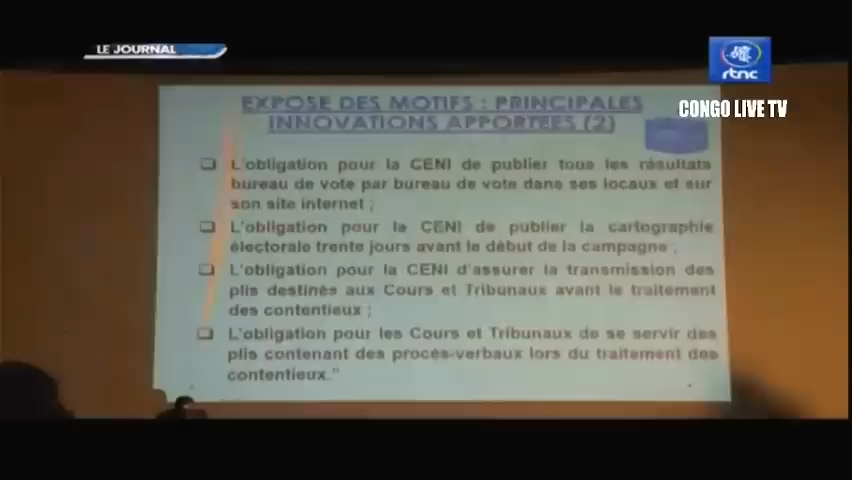 LE JOURNAL
rtnc
CONGO LIVE TV
EXPOSE DES MOTIFS : PRINCIPALES
INNOVATIONS APPORTEES (2)
L'obligation pour la CENI de publier tous les résultats
bureau de vote par bureau de vote dans ses locaux et sur
son site internet ;
L'obligation pour la CENI de publier la cartographie
électorale trente jours avant le début de la campagne ;
L'obligation pour la CENI d'assurer la transmission des
plis destinés aux Cours et Tribunaux avant le traitement
des contentieux ;
L'obligation pour les Cours et Tribunaux de se servir des
plis contenant des procès-verbaux lors du traitement des
contentieux."